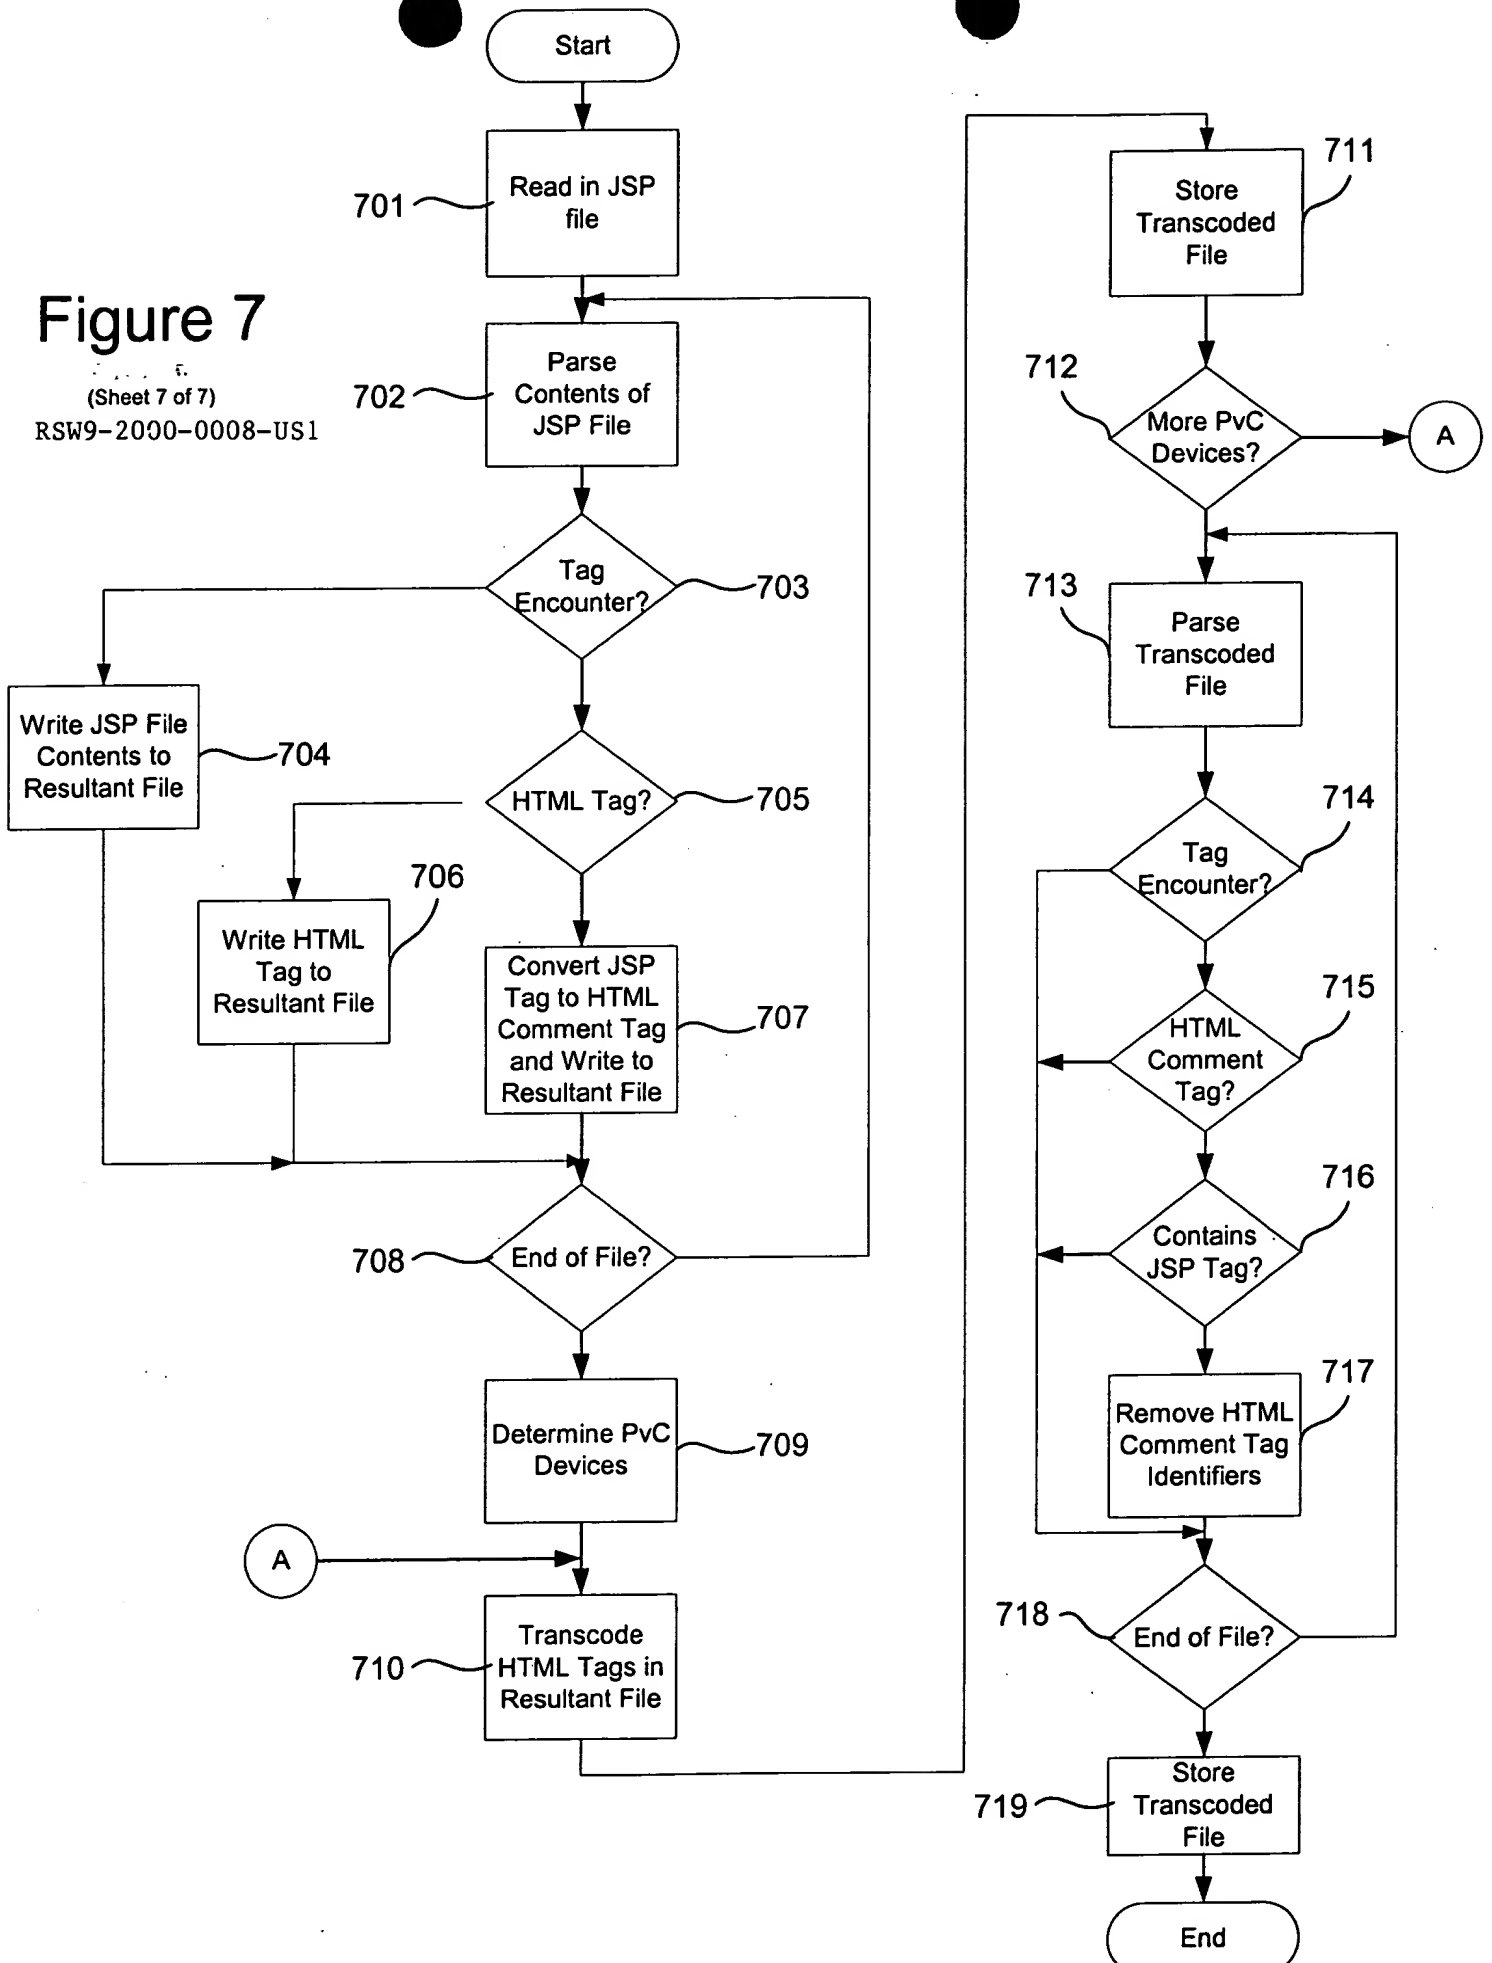 Start
Read in JSP
file
701
Figure 7
(Sheet 7 of 7)
RSW9-2000-0008-US1
Parse
Contents of
JSP File
702
Tag
Encounter?
703
Write JSP File
Contents to
Resultant File
704
HTML Tag?
705
706
Write HTML
Tag to
Resultant File
Convert JSP
Tag to HTML
Comment Tag
and Write to
Resultant File
707
End of File?
708
Determine PvC
Devices
709
A
Transcode
HTML Tags in
Resultant File
710
711
Store
Transcoded
File
712
More PvC
Devices?
A
713
Parse
Transcoded
File
714
Tag
Encounter?
715
HTML
Comment
Tag?
716
Contains
JSP Tag?
717
Remove HTML
Comment Tag
Identifiers
718
End of File?
Store
Transcoded
File
719
End